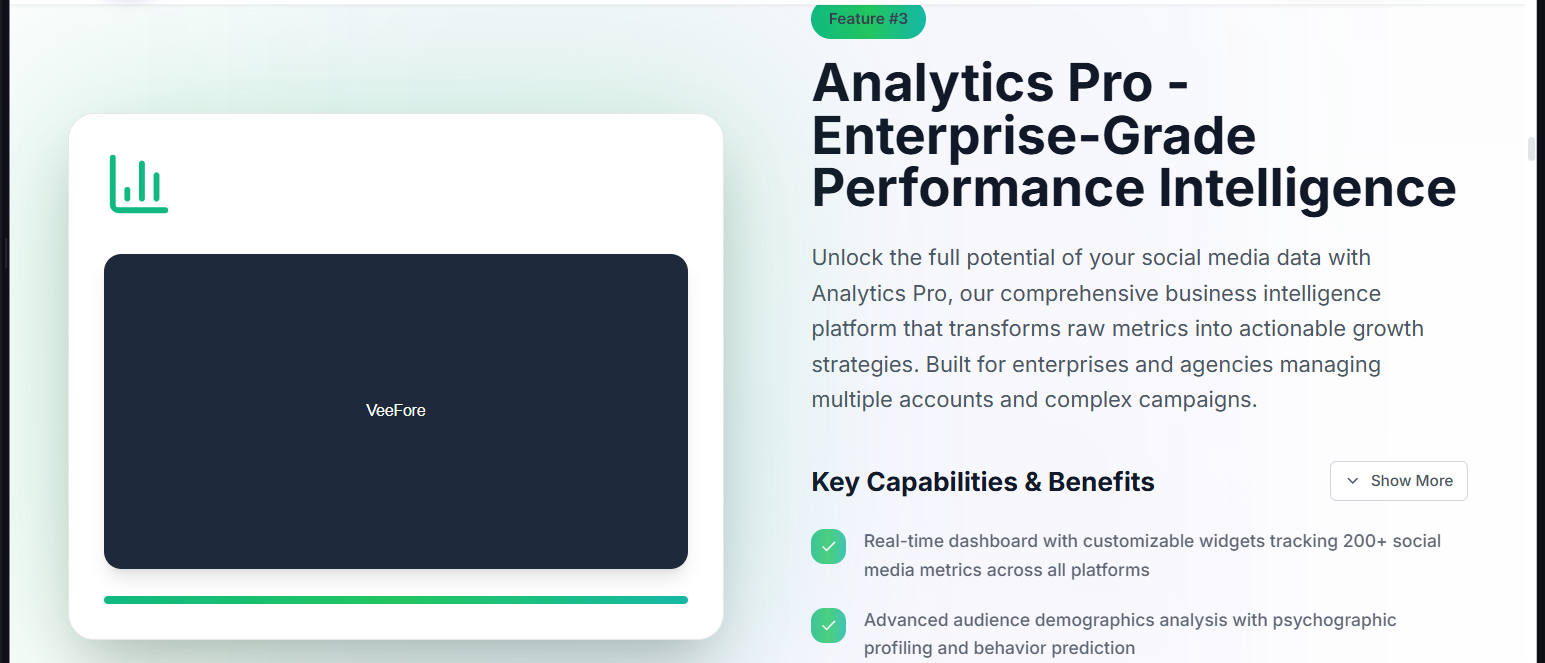 Feature #3
Analytics Pro -
Enterprise-Grade
Performance Intelligence
Unlock the full potential of your social media data with
Analytics Pro, our comprehensive business intelligence
platform that transforms raw metrics into actionable growth
strategies. Built for enterprises and agencies managing
multiple accounts and complex campaigns.
VeeFore
Key Capabilities & Benefits
Show More
Real-time dashboard with customizable widgets tracking 200+ social
media metrics across all platforms
Advanced audience demographics analysis with psychographic
profiling and behavior prediction